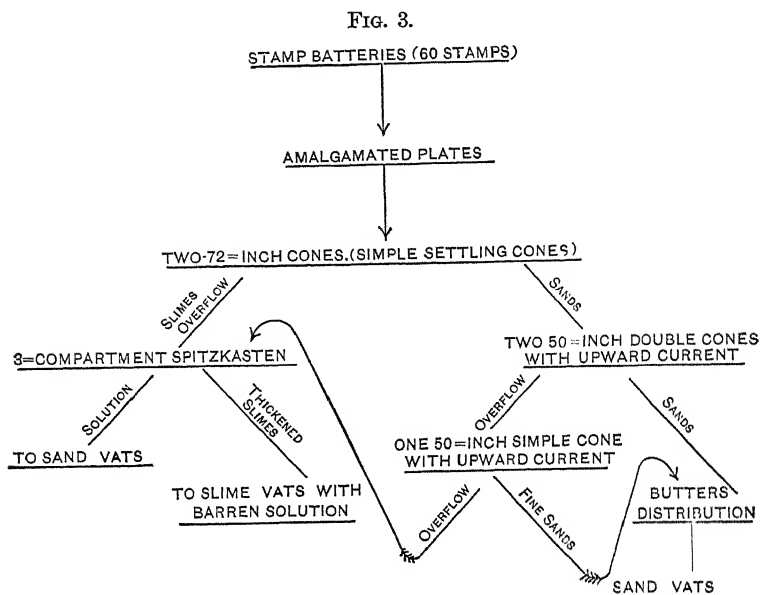 FIG. 3.
STAMP BATTERIES (60 STAMPS)
AMALGAMATED PLATES
TWO-72=INCH CONES.(SIMPLE SETTLING CONES)
SLIMES
OVERFLOW
SANDS
3=COMPARTMENT SPITZKASTEN
TWO 50=INCH DOUBLE CONES
WITH UPWARD CURRENT
SOLUTION
THICKENED
SLIMES
OVERFLOW
SANDS
TO SAND VATS
ONE 50=INCH SIMPLE CONE
WITH UPWARD CURRENT
TO SLIME VATS WITH
BARREN SOLUTION
OVERFLOW
FINE SANDS
BUTTERS
DISTRIBUTION
SAND VATS